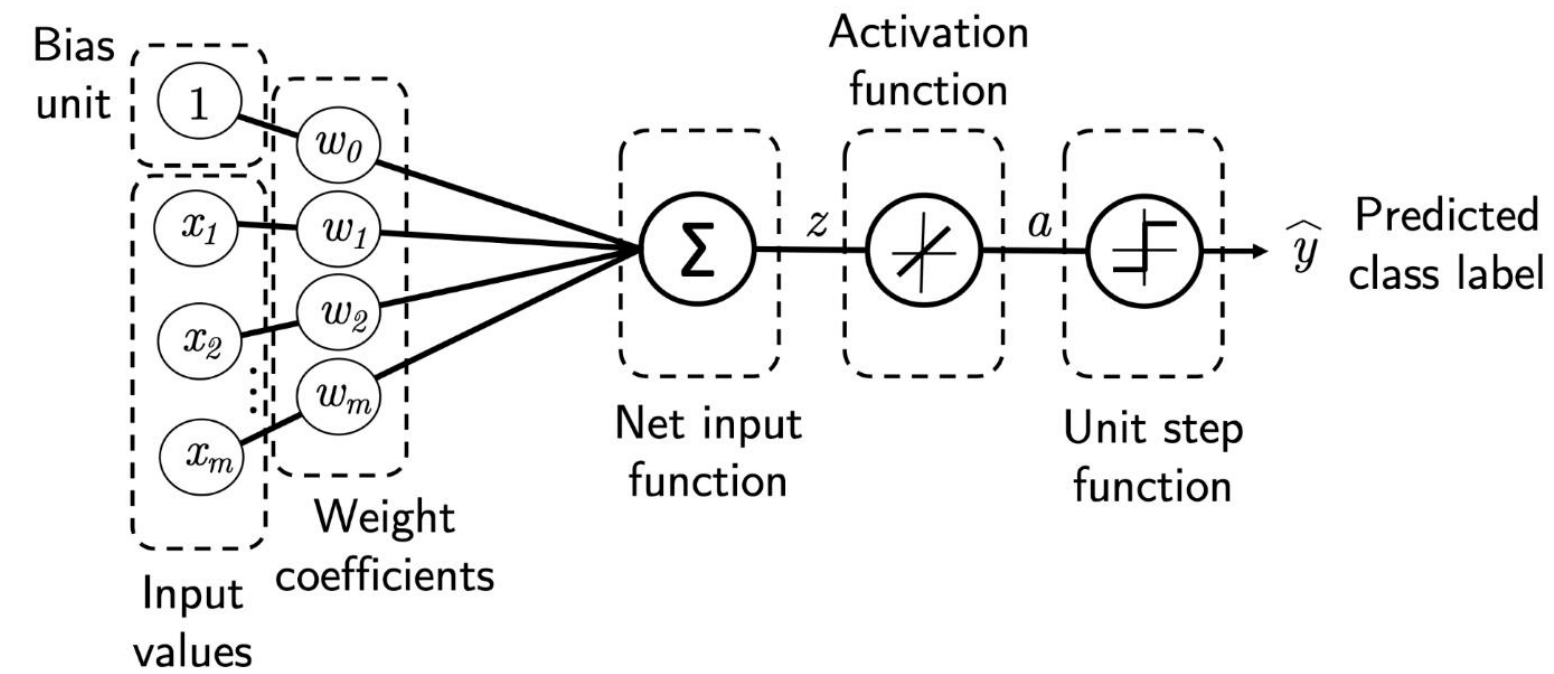 Bias
unit
1
x₁
x₂
⋮
xₘ
w₀
w₁
w₂
wₘ
Input
values
Weight
coefficients
Σ
Net input
function
z
Activation
function
a
Unit step
function
ŷ
Predicted
class label